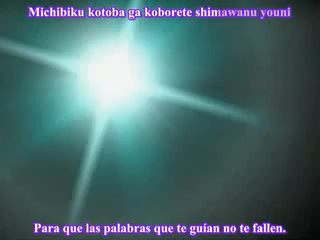 Michibiku kotoba ga koborete shimawanu youni
Para que las palabras que te guían no te fallen.